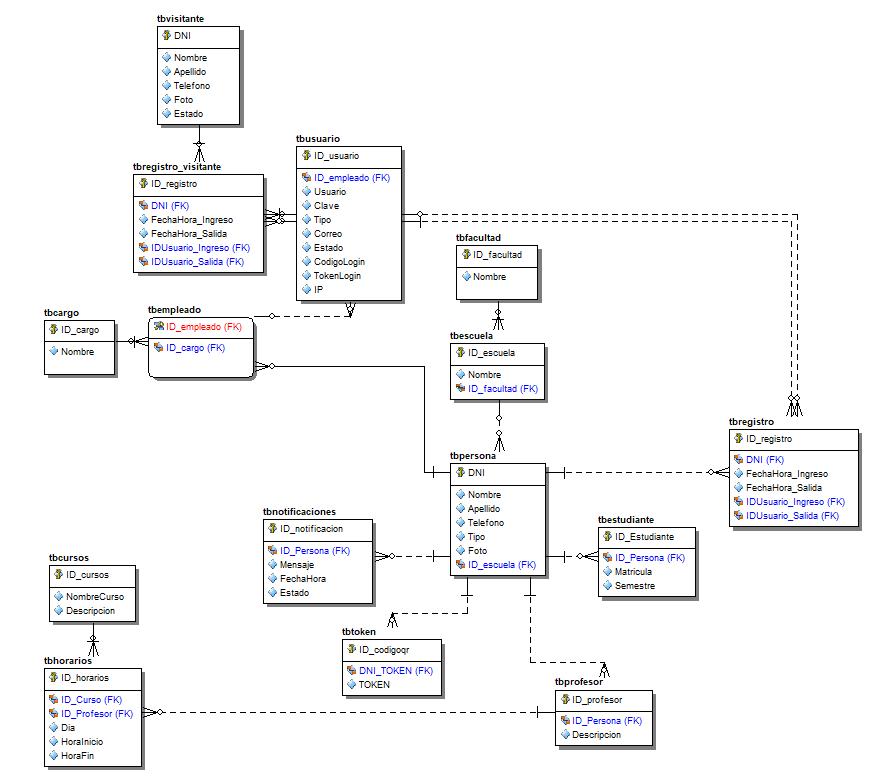 tbvisitante
DNI
Nombre
Apellido
Telefono
Foto
Estado
tbregistro_visitante
ID_registro
DNI (FK)
FechaHora_Ingreso
FechaHora_Salida
IDUsuario_Ingreso (FK)
IDUsuario_Salida (FK)
tbusuario
ID_usuario
ID_empleado (FK)
Usuario
Clave
Tipo
Correo
Estado
CodigoLogin
TokenLogin
IP
tbfacultad
ID_facultad
Nombre
tbcargo
ID_cargo
Nombre
tbempleado
ID_empleado (FK)
ID_cargo (FK)
tbescuela
ID_escuela
Nombre
ID_facultad (FK)
tbregistro
ID_registro
DNI (FK)
FechaHora_Ingreso
FechaHora_Salida
IDUsuario_Ingreso (FK)
IDUsuario_Salida (FK)
tbpersona
DNI
Nombre
Apellido
Telefono
Tipo
Foto
ID_escuela (FK)
tbnotificaciones
ID_notificacion
ID_Persona (FK)
Mensaje
FechaHora
Estado
tbestudiante
ID_Estudiante
ID_Persona (FK)
Matricula
Semestre
tbcursos
ID_cursos
NombreCurso
Descripcion
tbtoken
ID_codigoqr
DNI_TOKEN (FK)
TOKEN
tbhorarios
ID_horarios
ID_Curso (FK)
ID_Profesor (FK)
Dia
HoraInicio
HoraFin
tbprofesor
ID_profesor
ID_Persona (FK)
Descripcion